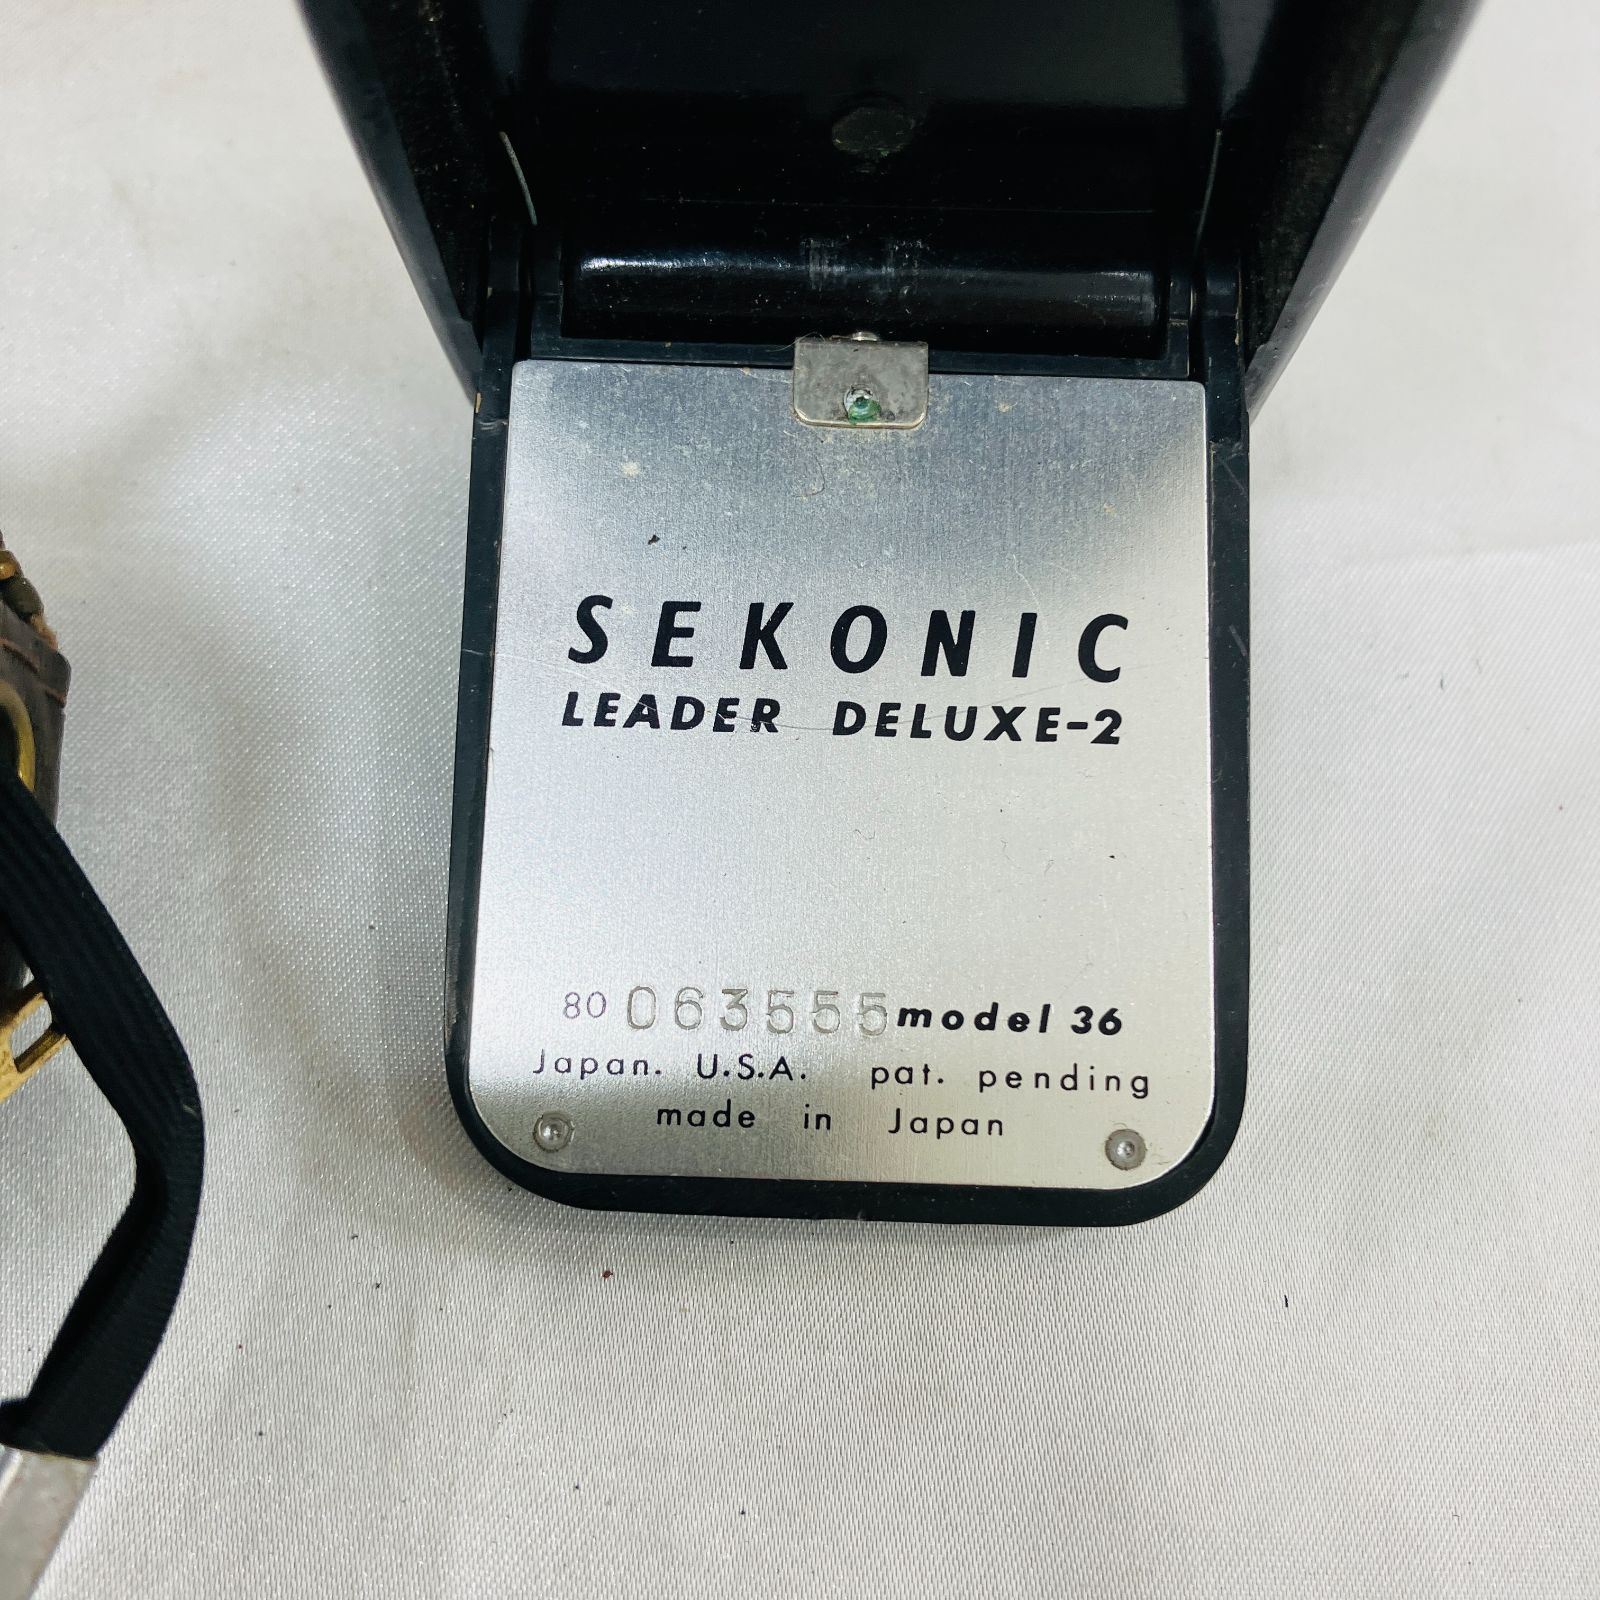 SEKONIC
LEADER DELUXE-2
80 063555 model 36
Japan. U.S.A. pat. pending
made in Japan